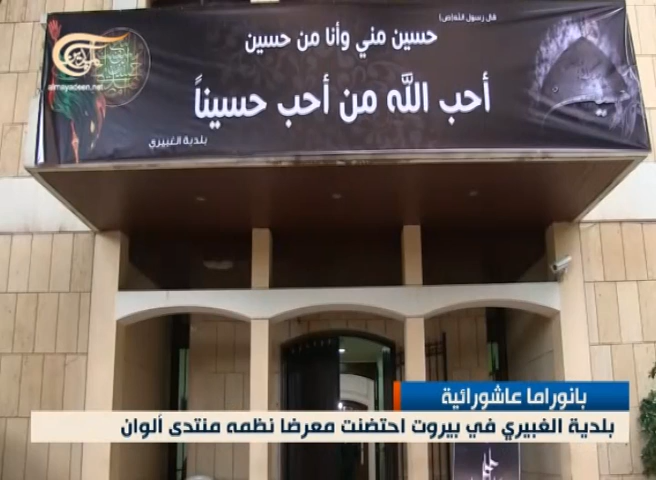 قال رسول الله(ص)
حسين مني وأنا من حسين
أحب الله من أحب حسيناً
بلدية الغبيري
almayadeen.net
بانوراما عاشورائية
بلدية الغبيري في بيروت احتضنت معرضا نظمه منتدى ألوان